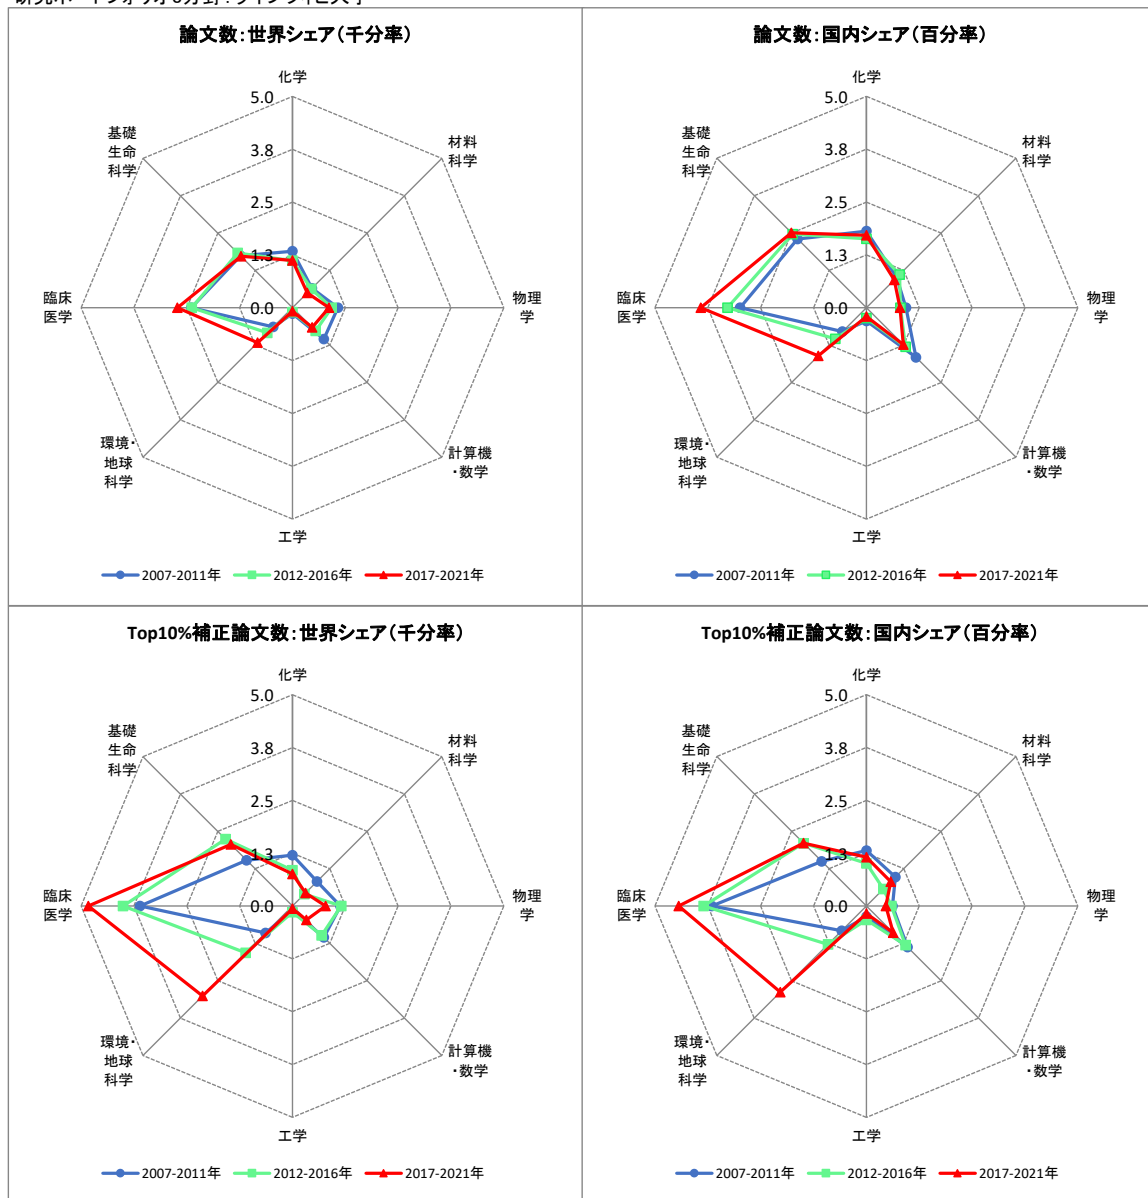 論文数:世界シェア(千分率)
化学
材料
科学
物理
学
計算機
・数学
工学
環境・
地球
科学
臨床
医学
基礎
生命
科学
5.0
3.8
2.5
1.3
0.0
2007-2011年
2012-2016年
2017-2021年
論文数:国内シェア(百分率)
化学
材料
科学
物理
学
計算機
・数学
工学
環境・
地球
科学
臨床
医学
基礎
生命
科学
5.0
3.8
2.5
1.3
0.0
2007-2011年
2012-2016年
2017-2021年
Top10%補正論文数:世界シェア(千分率)
化学
材料
科学
物理
学
計算機
・数学
工学
環境・
地球
科学
臨床
医学
基礎
生命
科学
5.0
3.8
2.5
1.3
0.0
2007-2011年
2012-2016年
2017-2021年
Top10%補正論文数:国内シェア(百分率)
化学
材料
科学
物理
学
計算機
・数学
工学
環境・
地球
科学
臨床
医学
基礎
生命
科学
5.0
3.8
2.5
1.3
0.0
2007-2011年
2012-2016年
2017-2021年